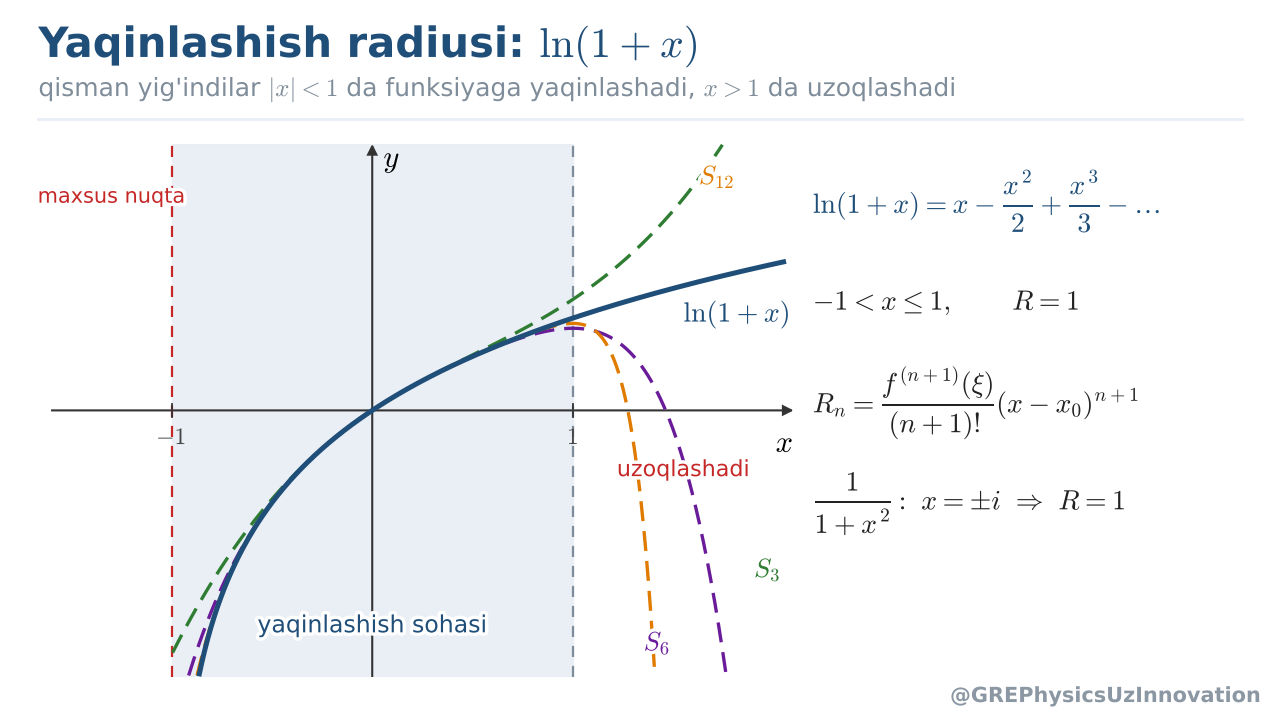 Yaqinlashish radiusi: ln(1 + x)
qisman yig'indilar |x| < 1 da funksiyaga yaqinlashadi, x > 1 da uzoqlashadi
maxsus nuqta
y
S₁₂
ln(1 + x)
−1
1
x
uzoqlashadi
S₃
yaqinlashish sohasi
S₆
ln(1 + x) = x − x²/2 + x³/3 − …
−1 < x ≤ 1, R = 1
Rₙ = f⁽ⁿ⁺¹⁾(ξ)/(n + 1)! (x − x₀)ⁿ⁺¹
1/(1 + x²) : x = ±i ⇒ R = 1
@GREPhysicsUzInnovation